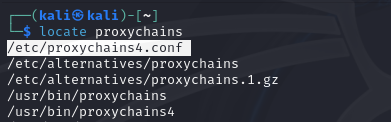 ┌──(kali㉿kali)-[~]
└─$ locate proxychains
/etc/proxychains4.conf
/etc/alternatives/proxychains
/etc/alternatives/proxychains.1.gz
/usr/bin/proxychains
/usr/bin/proxychains4